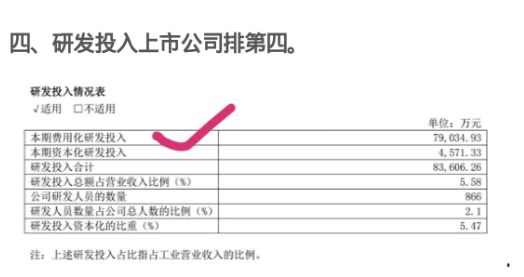 四、研发投入上市公司排第四。
研发投入情况表
√适用 □不适用
单位：万元
本期费用化研发投入 79,034.93
本期资本化研发投入 4,571.33
研发投入合计 83,606.26
研发投入总额占营业收入比例（%） 5.58
公司研发人员的数量 866
研发人员数量占公司总人数的比例（%） 2.1
研发投入资本化的比重（%） 5.47
注：上述研发投入占比指占工业营业收入的比例。